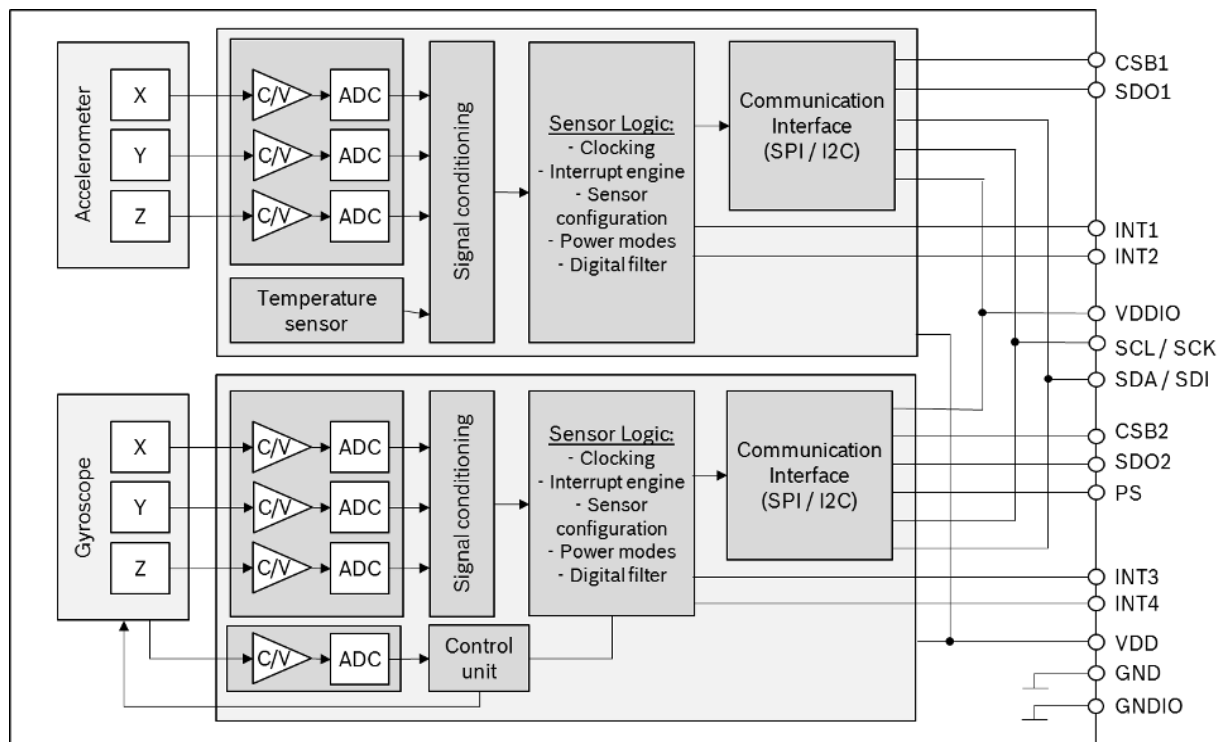 Accelerometer
X
Y
Z
C/V
ADC
C/V
ADC
C/V
ADC
Temperature
sensor
Signal conditioning
Sensor Logic:
- Clocking
- Interrupt engine
- Sensor
configuration
- Power modes
- Digital filter
Communication
Interface
(SPI / I2C)
Gyroscope
X
Y
Z
C/V
ADC
C/V
ADC
C/V
ADC
C/V
ADC
Signal conditioning
Control
unit
Sensor Logic:
- Clocking
- Interrupt engine
- Sensor
configuration
- Power modes
- Digital filter
Communication
Interface
(SPI / I2C)
CSB1
SDO1
INT1
INT2
VDDIO
SCL / SCK
SDA / SDI
CSB2
SDO2
PS
INT3
INT4
VDD
GND
GNDIO